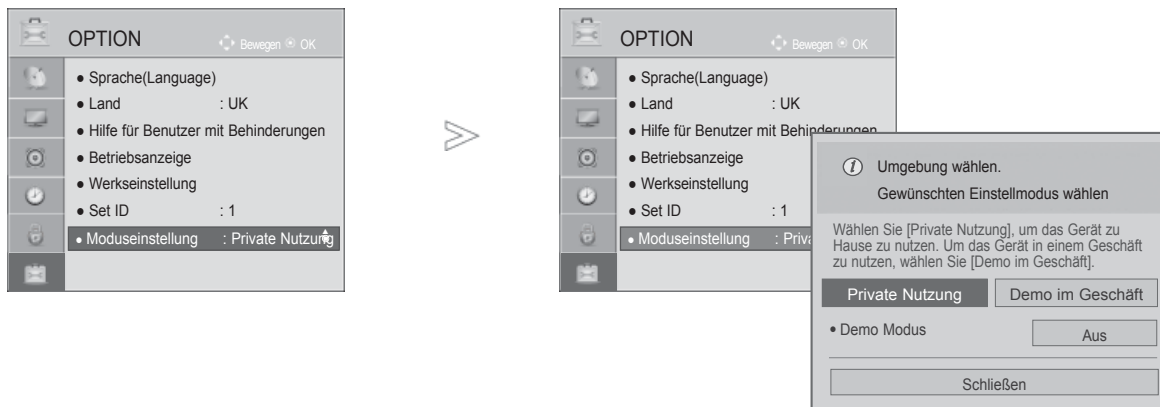 OPTION
Bewegen OK
● Sprache(Language)
● Land : UK
● Hilfe für Benutzer mit Behinderungen
● Betriebsanzeige
● Werkseinstellung
● Set ID : 1
● Moduseinstellung : Private Nutzung
OPTION
Bewegen OK
● Sprache(Language)
● Land : UK
● Hilfe für Benutzer mit Behinderungen
● Betriebsanzeige
● Werkseinstellung
● Set ID : 1
● Moduseinstellung : Priva
Umgebung wählen.
Gewünschten Einstellmodus wählen
Wählen Sie [Private Nutzung], um das Gerät zu
Hause zu nutzen. Um das Gerät in einem Geschäft
zu nutzen, wählen Sie [Demo im Geschäft].
Private Nutzung Demo im Geschäft
● Demo Modus Aus
Schließen